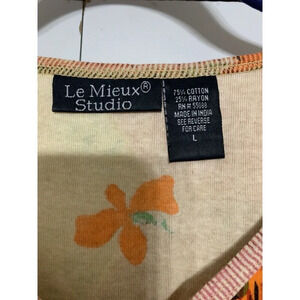 Le Mieux®
Studio
75% COTTON
25% RAYON
RN# 55088
MADE IN INDIA
SEE REVERSE
FOR CARE
L